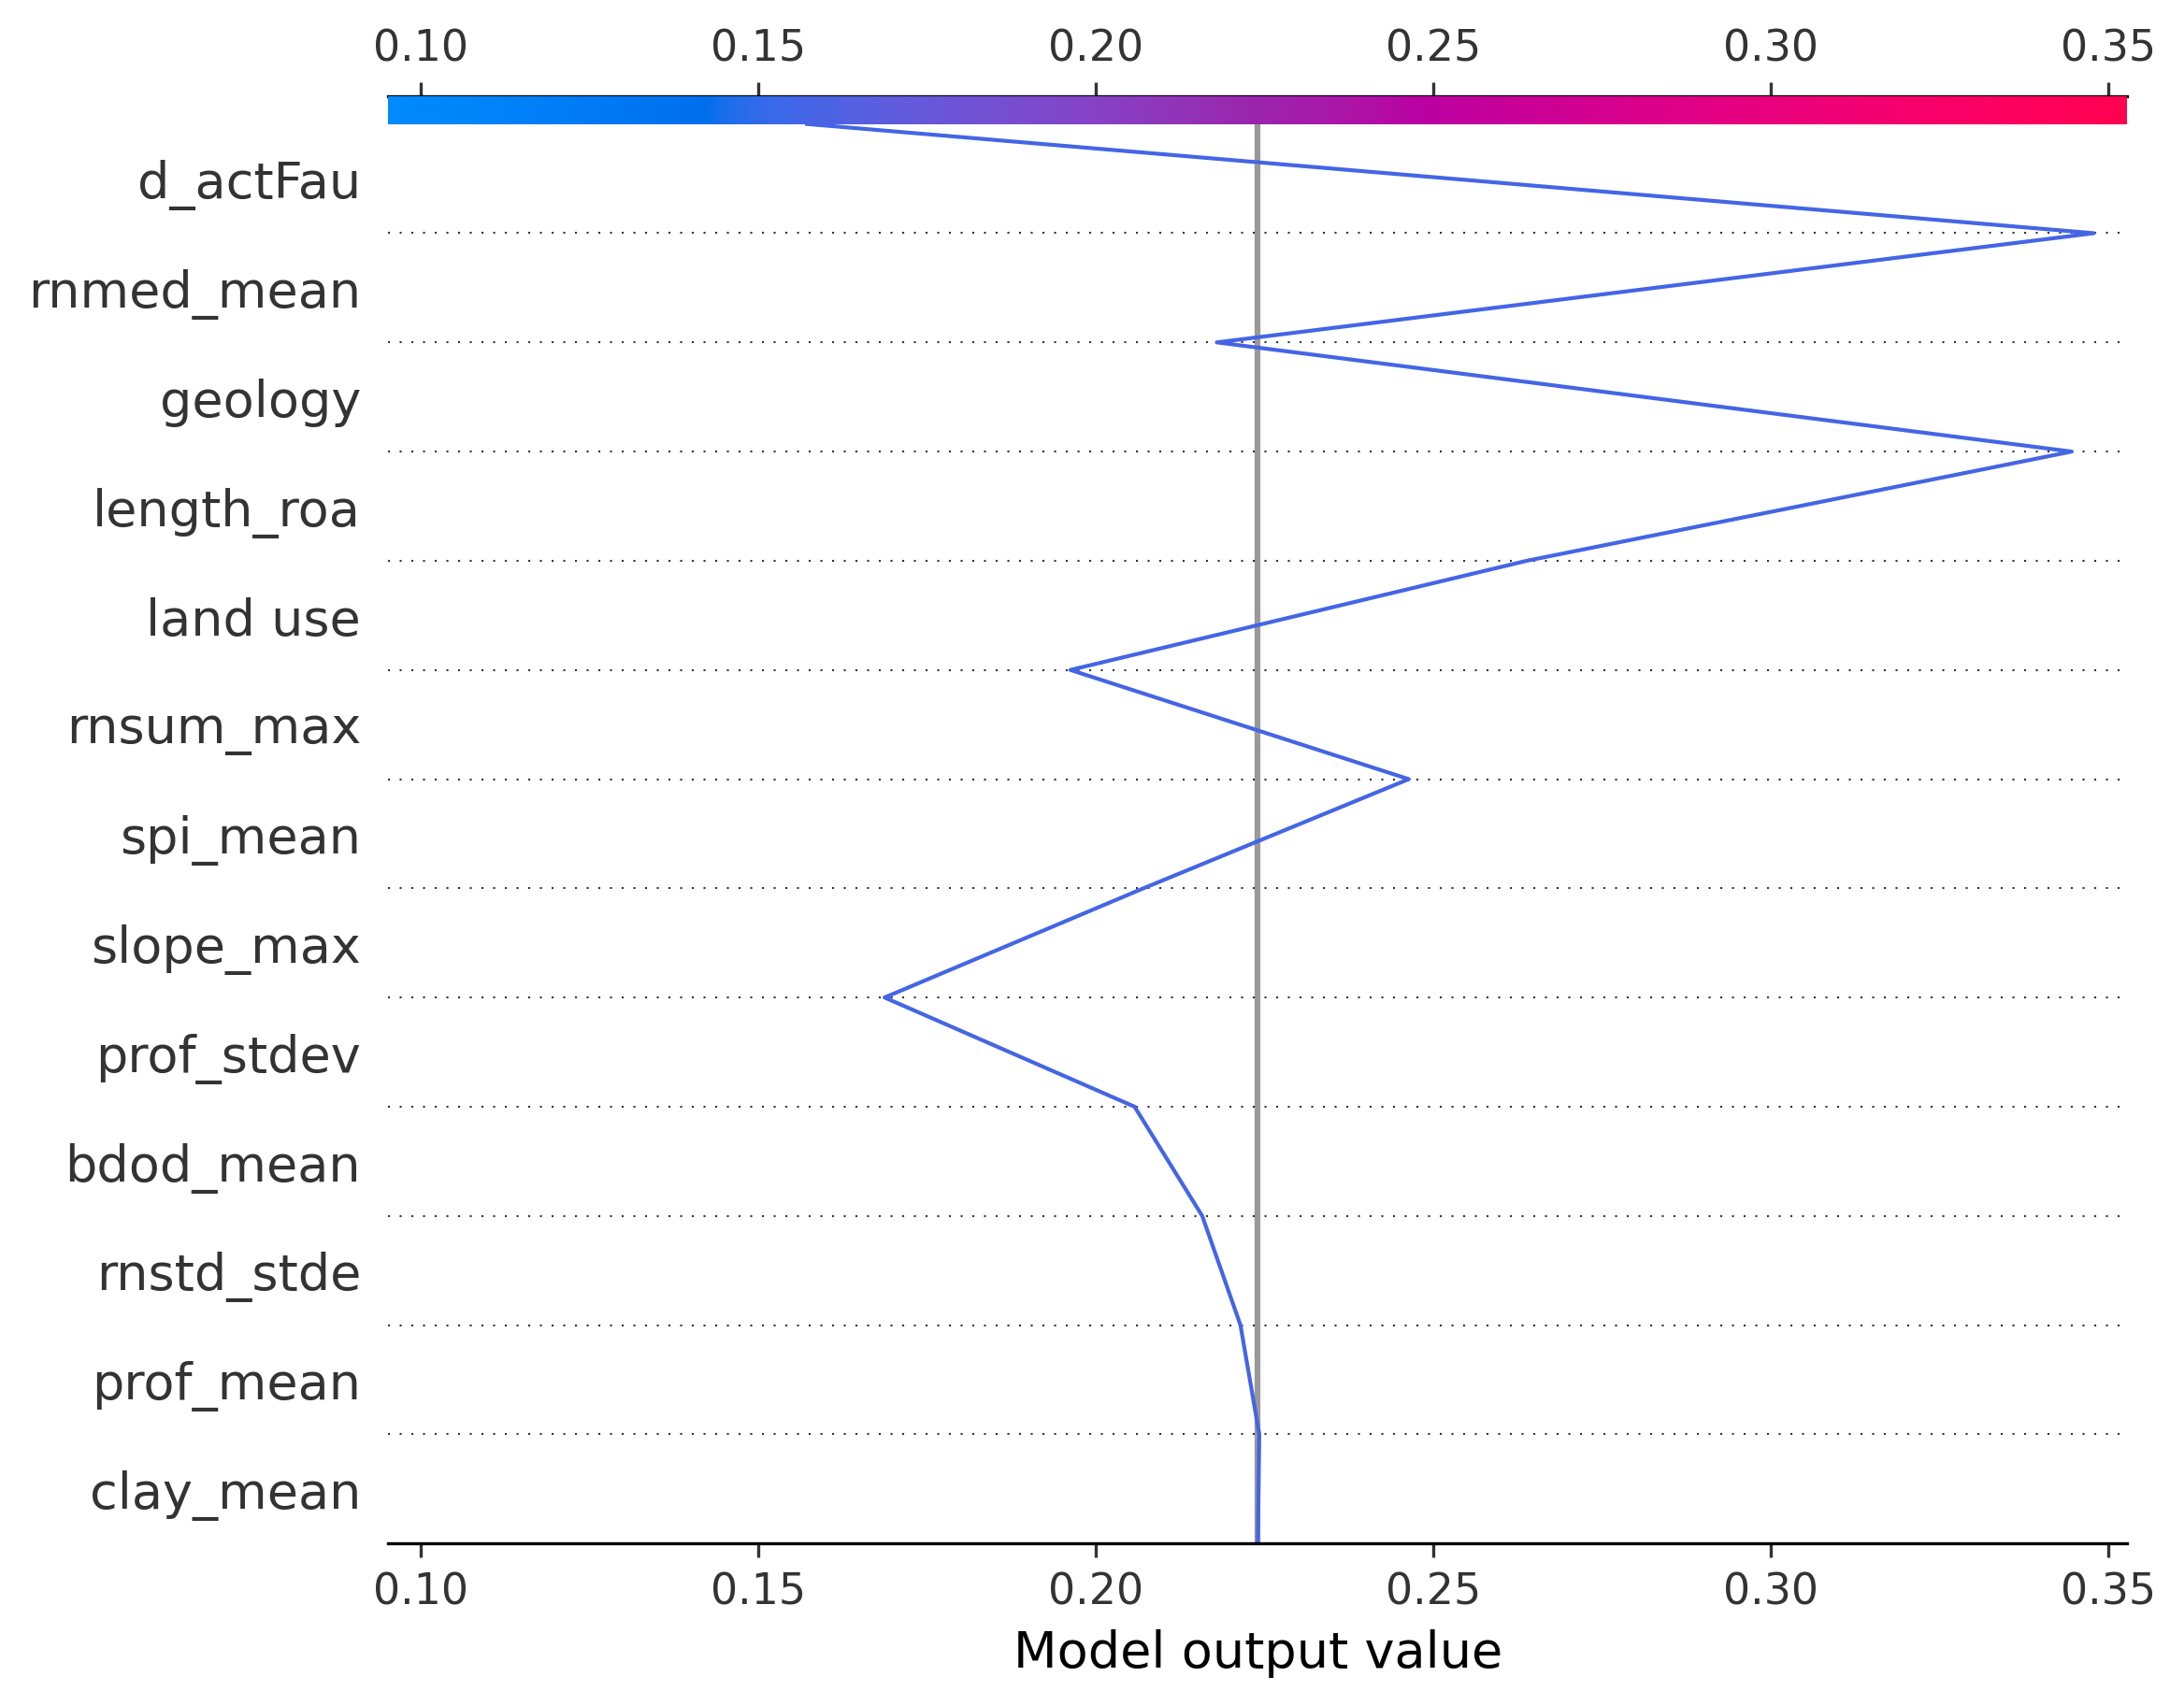 0.10 0.15 0.20 0.25 0.30 0.35
d_actFau
rnmed_mean
geology
length_roa
land use
rnsum_max
spi_mean
slope_max
prof_stdev
bdod_mean
rnstd_stde
prof_mean
clay_mean
0.10 0.15 0.20 0.25 0.30 0.35
Model output value